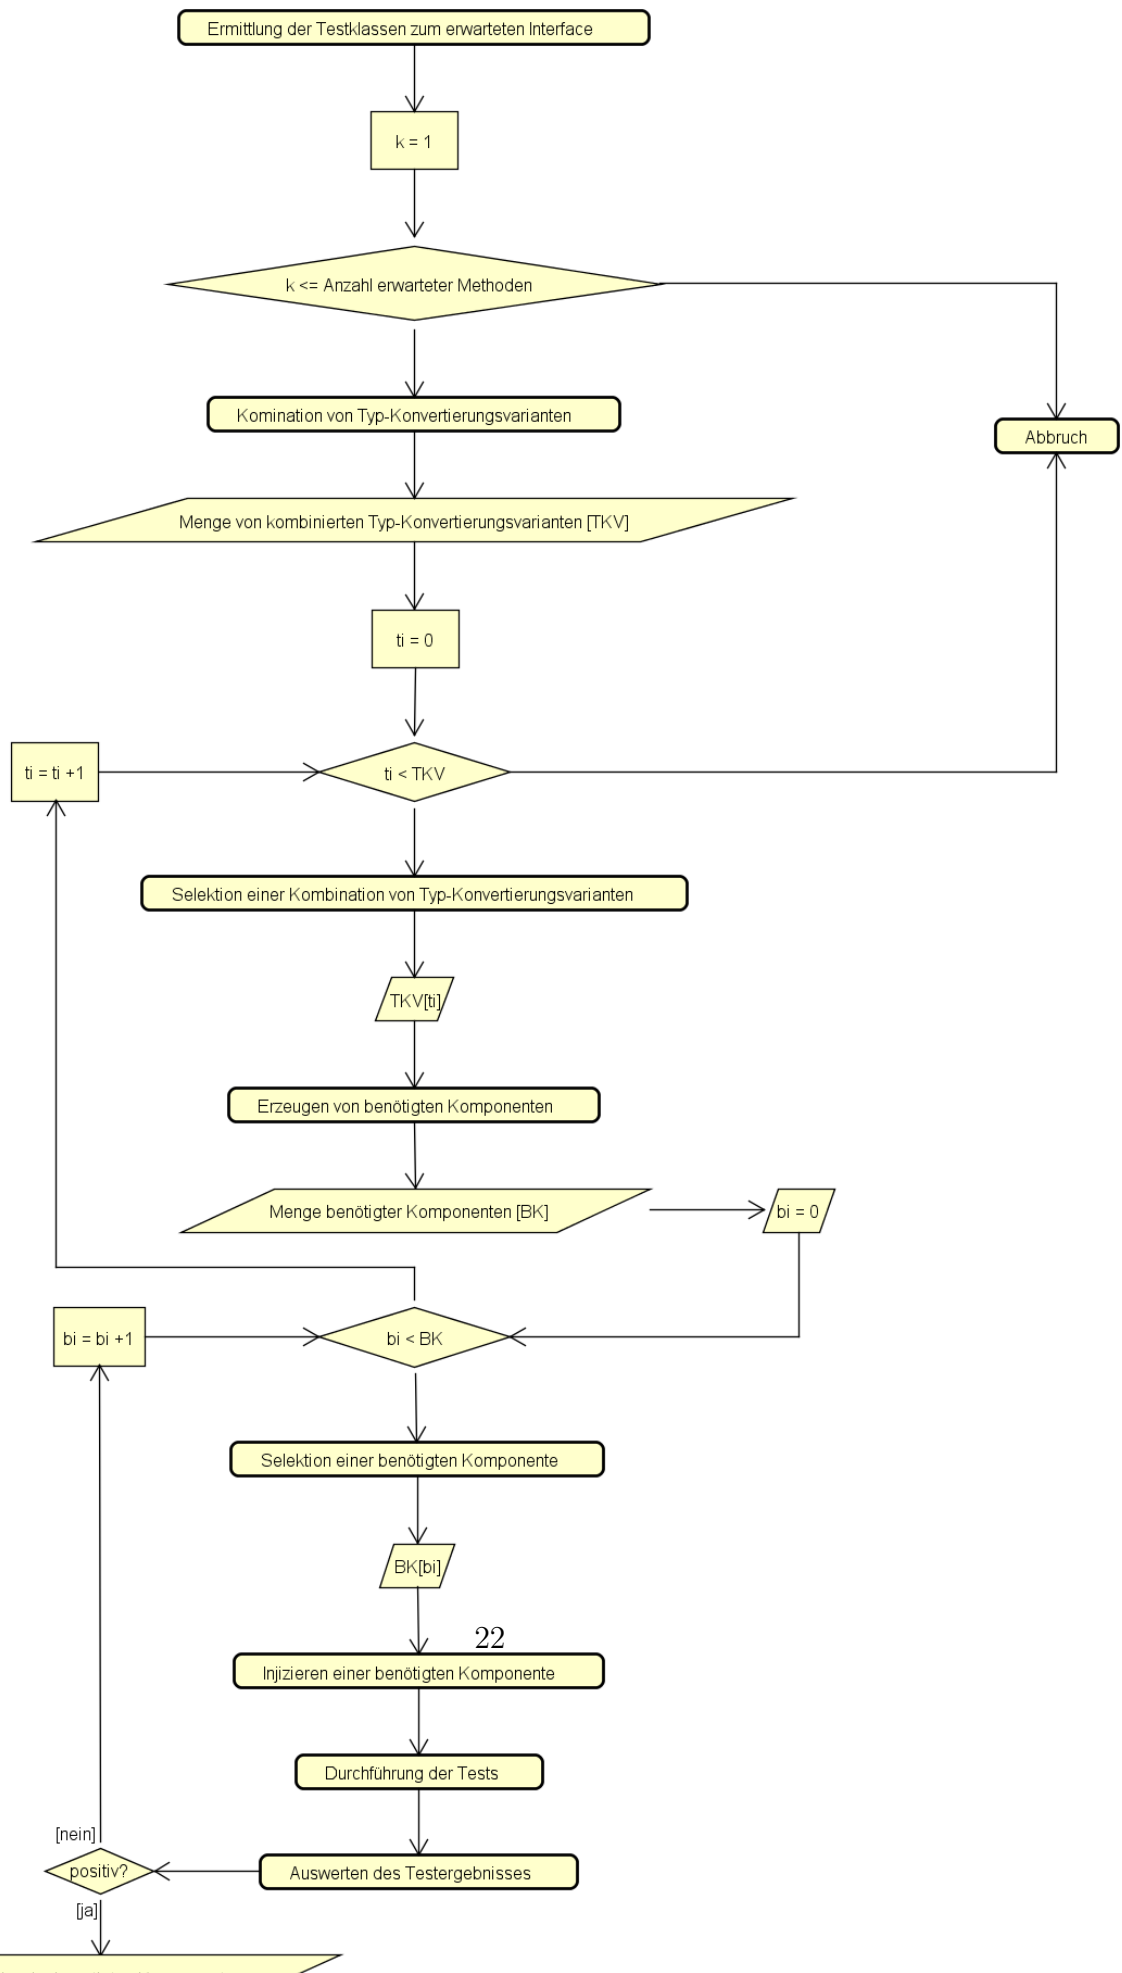 Ermittlung der Testklassen zum erwarteten Interface
k = 1
k <= Anzahl erwarteter Methoden
Komination von Typ-Konvertierungsvarianten
Abbruch
Menge von kombinierten Typ-Konvertierungsvarianten [TKV]
ti = 0
ti = ti +1
ti < TKV
Selektion einer Kombination von Typ-Konvertierungsvarianten
TKV[ti]
Erzeugen von benötigten Komponenten
Menge benötigter Komponenten [BK]
bi = 0
bi = bi +1
bi < BK
Selektion einer benötigten Komponente
BK[bi]
22
Injizieren einer benötigten Komponente
Durchführung der Tests
[nein]
positiv?
Auswerten des Testergebnisses
[ja]